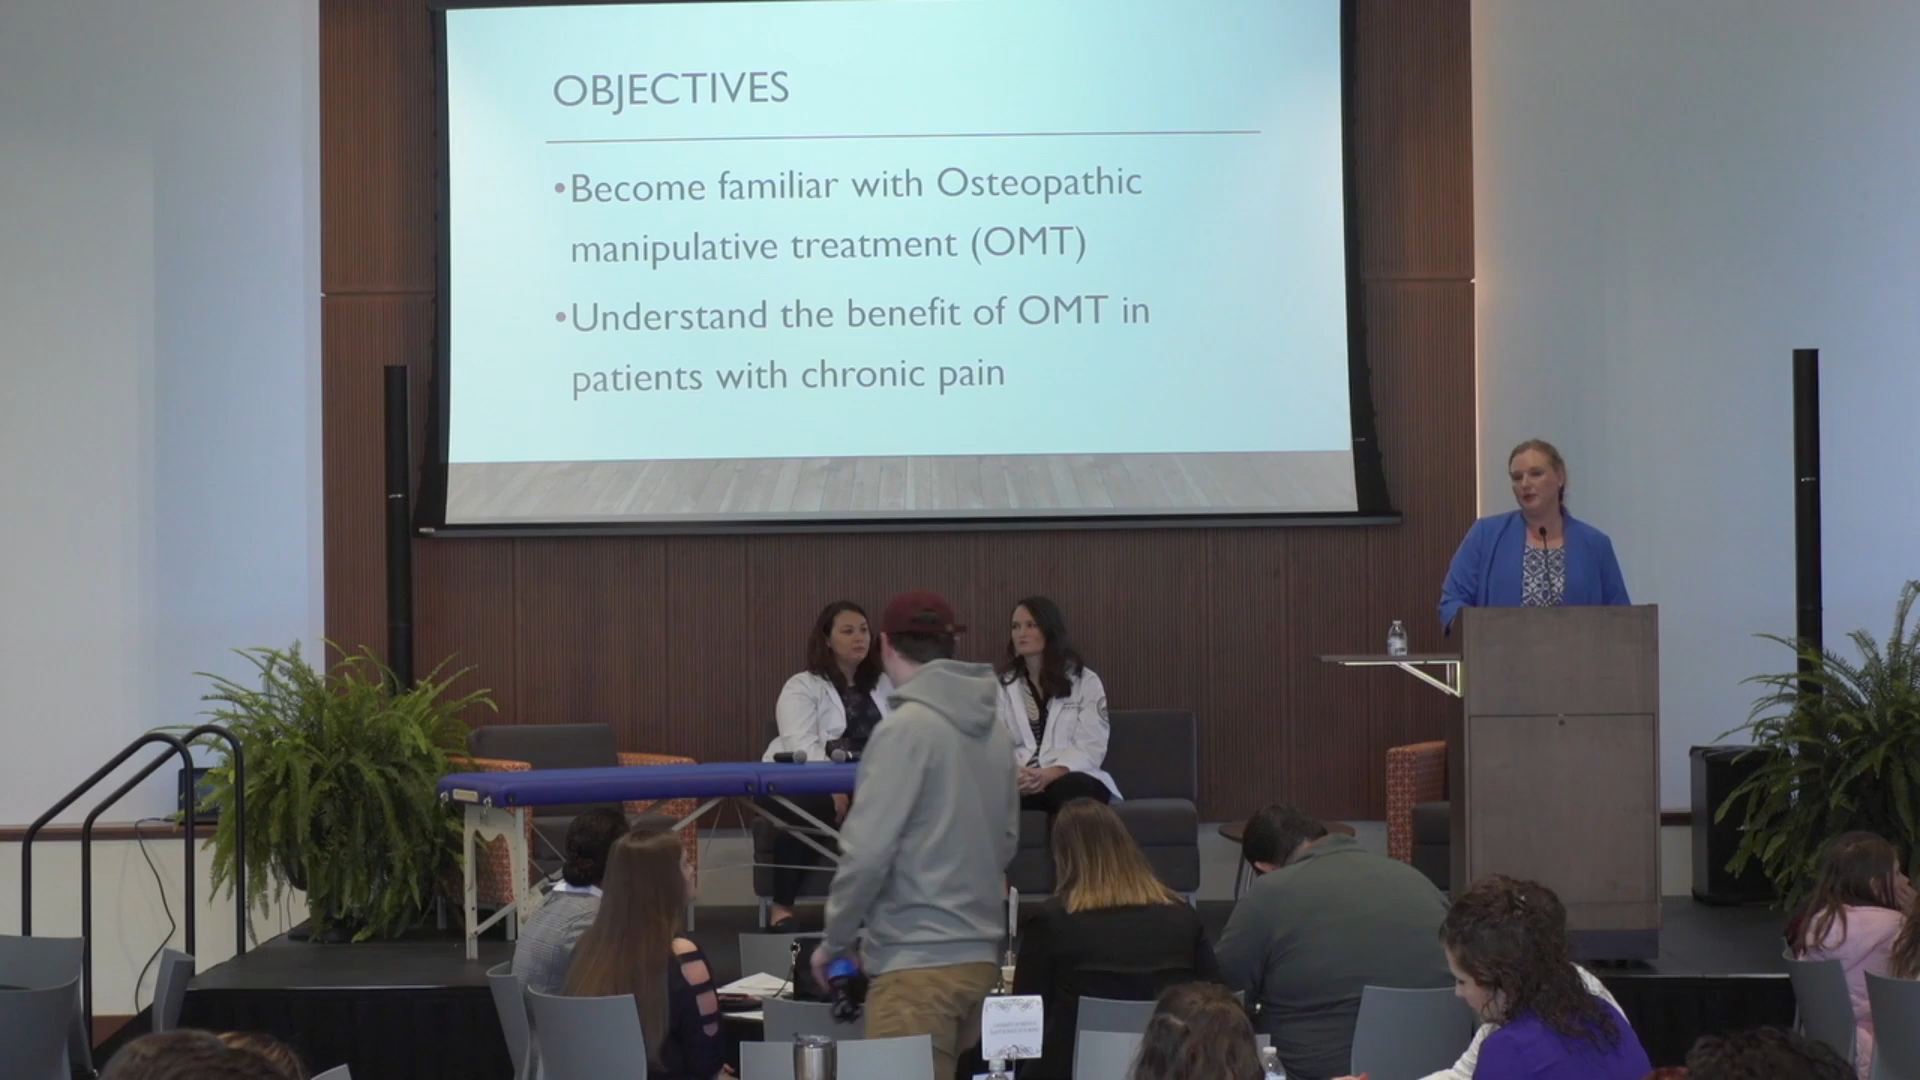 OBJECTIVES
•Become familiar with Osteopathic
manipulative treatment (OMT)
•Understand the benefit of OMT in
patients with chronic pain